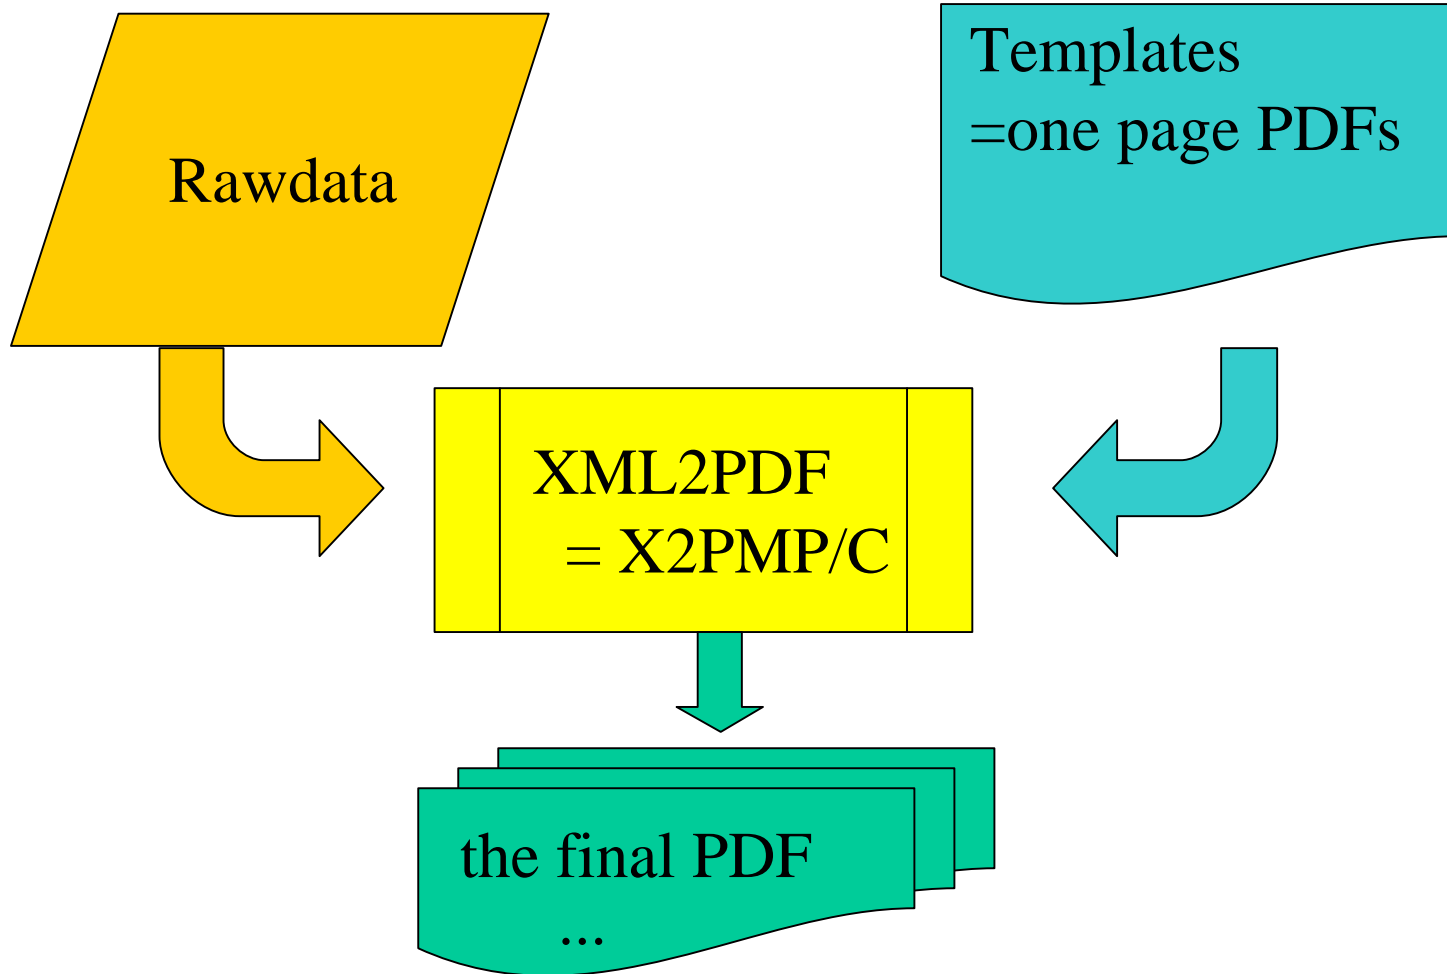 Rawdata
Templates
=one page PDFs
XML2PDF
= X2PMP/C
the final PDF
...